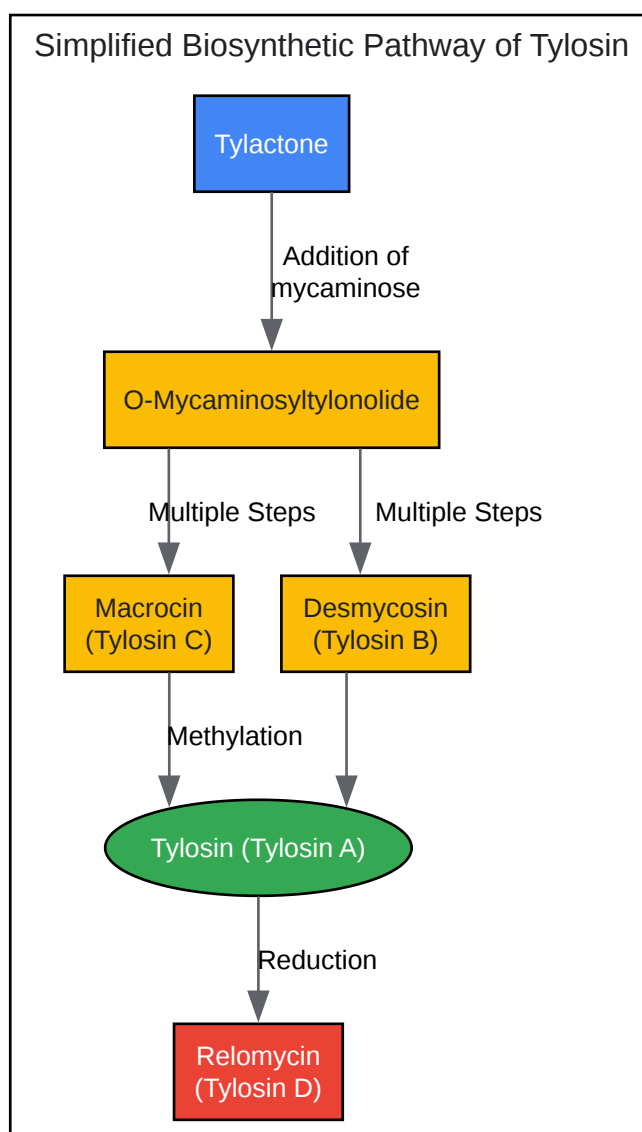 Simplified Biosynthetic Pathway of Tylosin
Tylactone
Addition of
mycaminose
O-Mycaminosyltylonolide
Multiple Steps
Multiple Steps
Macrocin
(Tylosin C)
Desmycosin
(Tylosin B)
Methylation
Tylosin (Tylosin A)
Reduction
Relomycin
(Tylosin D)